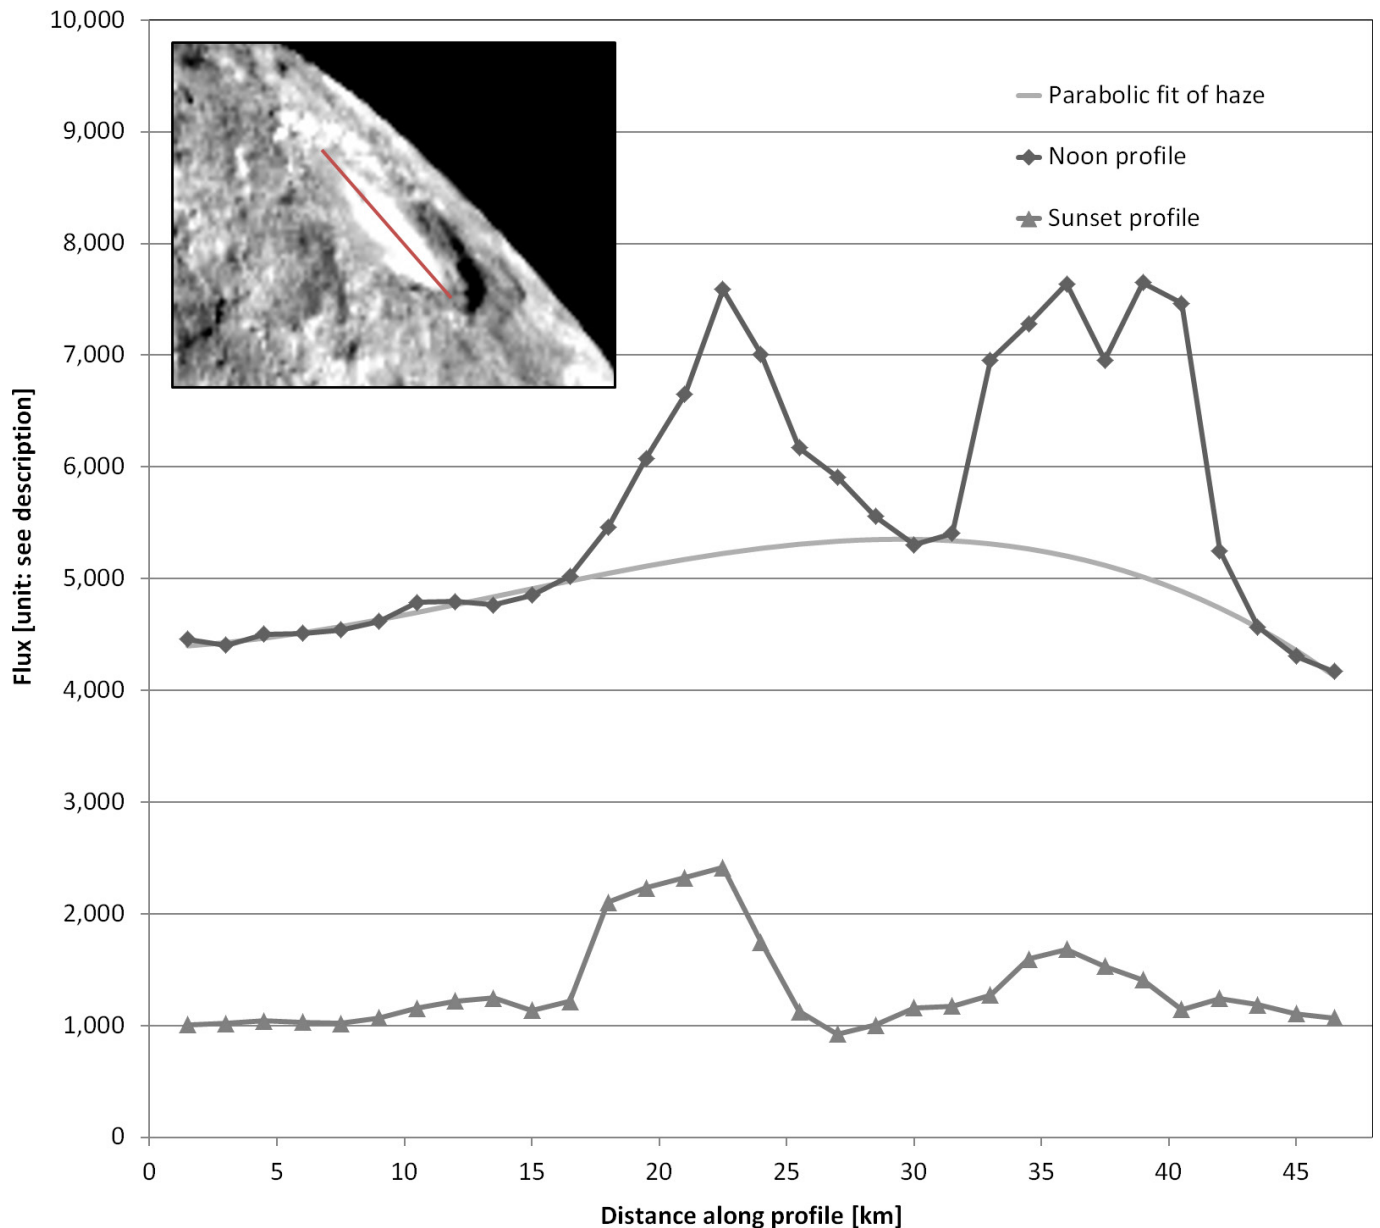 10,000
9,000
8,000
7,000
6,000
5,000
4,000
3,000
2,000
1,000
0
Flux [unit: see description]
Parabolic fit of haze
Noon profile
Sunset profile
0 5 10 15 20 25 30 35 40 45
Distance along profile [km]